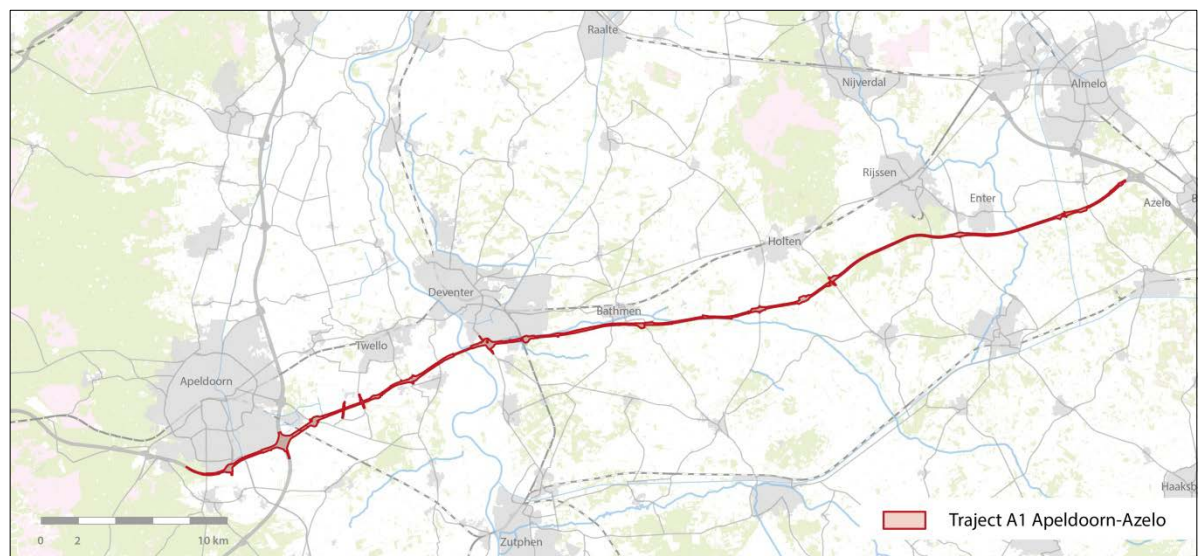 Raalte
Nijverdal
Almelo
Rijssen
Enter
Azelo
B
Holten
Deventer
Bathmen
Twello
Apeldoorn
Haaksb
Traject A1 Apeldoorn-Azelo
0 2 10 km
Zutphen